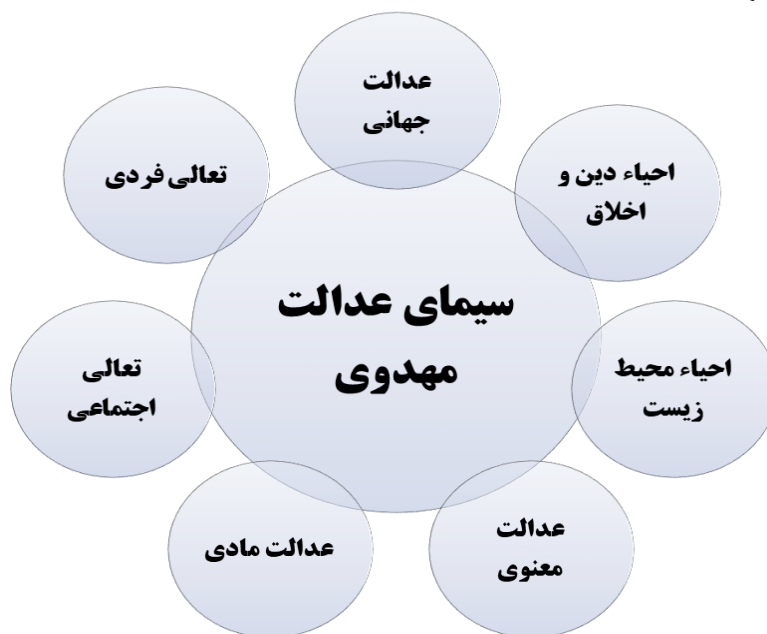 عدالت
جهانی
احیاء دین و
اخلاق
احیاء محیط
زیست
عدالت
معنوی
عدالت مادی
تعالی
اجتماعی
تعالی فردی
سیمای عدالت
مهدوی